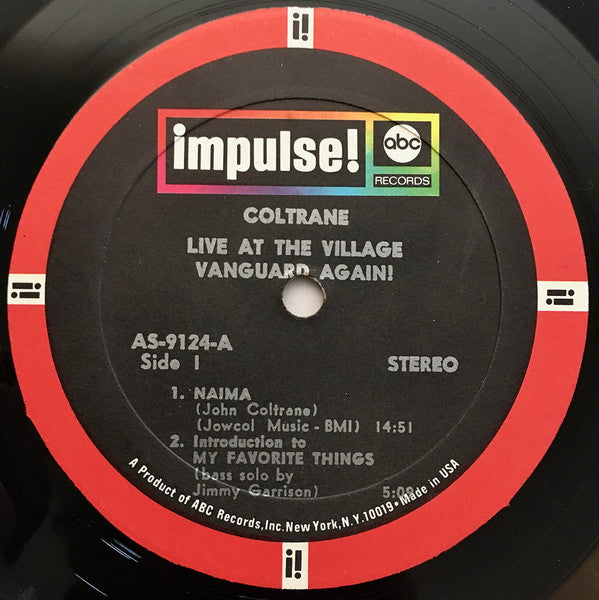 i!
impulse!
abc
RECORDS
COLTRANE
LIVE AT THE VILLAGE
VANGUARD AGAIN!
i!
i!
AS-9124-A
Side 1
STEREO
1. NAIMA
(John Coltrane)
(Jowcol Music - BMI) 14:51
2. Introduction to
MY FAVORITE THINGS
(bass solo by
Jimmy Garrison)
A Product of ABC Records, Inc. New York, N.Y. 10019 • Made in USA
i!